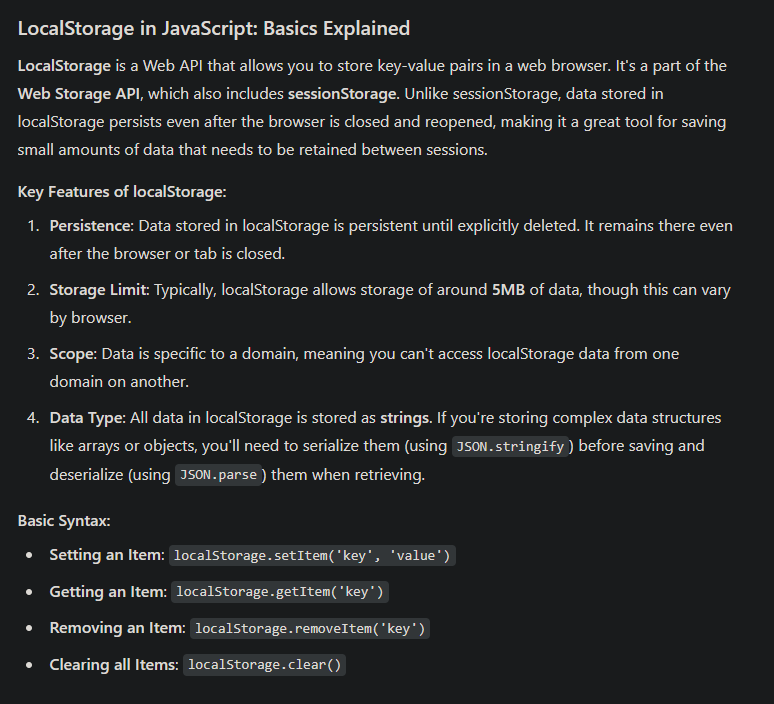 LocalStorage in JavaScript: Basics Explained
LocalStorage is a Web API that allows you to store key-value pairs in a web browser. It's a part of the
Web Storage API, which also includes sessionStorage. Unlike sessionStorage, data stored in
localStorage persists even after the browser is closed and reopened, making it a great tool for saving
small amounts of data that needs to be retained between sessions.
Key Features of localStorage:
1. Persistence: Data stored in localStorage is persistent until explicitly deleted. It remains there even
after the browser or tab is closed.
2. Storage Limit: Typically, localStorage allows storage of around 5MB of data, though this can vary
by browser.
3. Scope: Data is specific to a domain, meaning you can't access localStorage data from one
domain on another.
4. Data Type: All data in localStorage is stored as strings. If you're storing complex data structures
like arrays or objects, you'll need to serialize them (using JSON.stringify) before saving and
deserialize (using JSON.parse) them when retrieving.
Basic Syntax:
• Setting an Item: localStorage.setItem('key', 'value')
• Getting an Item: localStorage.getItem('key')
• Removing an Item: localStorage.removeItem('key')
• Clearing all Items: localStorage.clear()